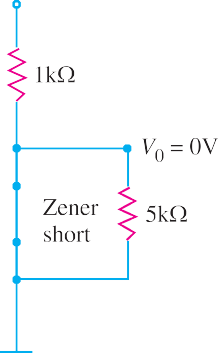 1kΩ
V₀ = 0V
Zener
short
5kΩ